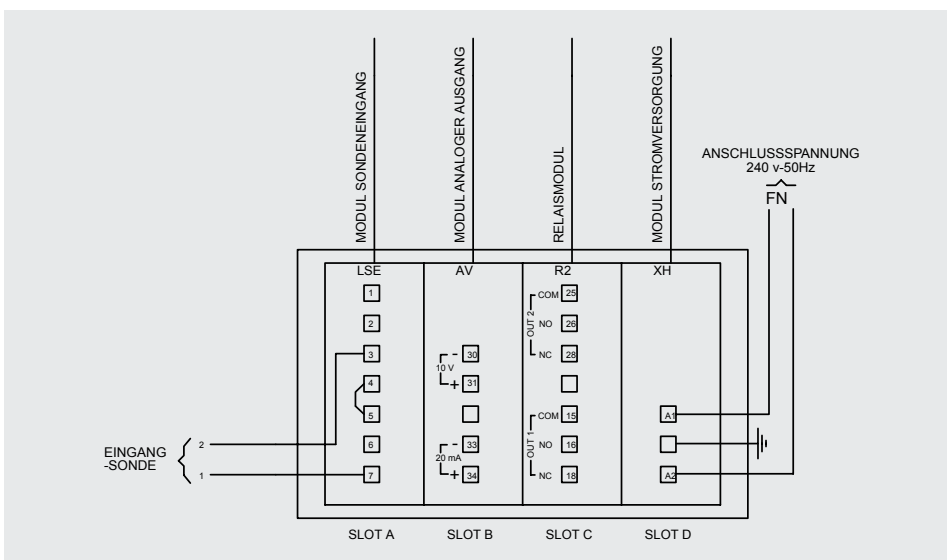 MODUL SONDENEINGANG
MODUL ANALOGER AUSGANG
RELAISMODUL
MODUL STROMVERSORGUNG
ANSCHLUSSSPANNUNG
240 v-50Hz
FN
LSE
AV
R2
XH
1
2
3
4
5
6
7
- 30
10 V
+ 31
- 33
20 mA
+ 34
OUT 2
COM 25
NO 26
NC 28
OUT 1
COM 15
NO 16
NC 18
A1
A2
EINGANG
-SONDE
2
1
SLOT A
SLOT B
SLOT C
SLOT D